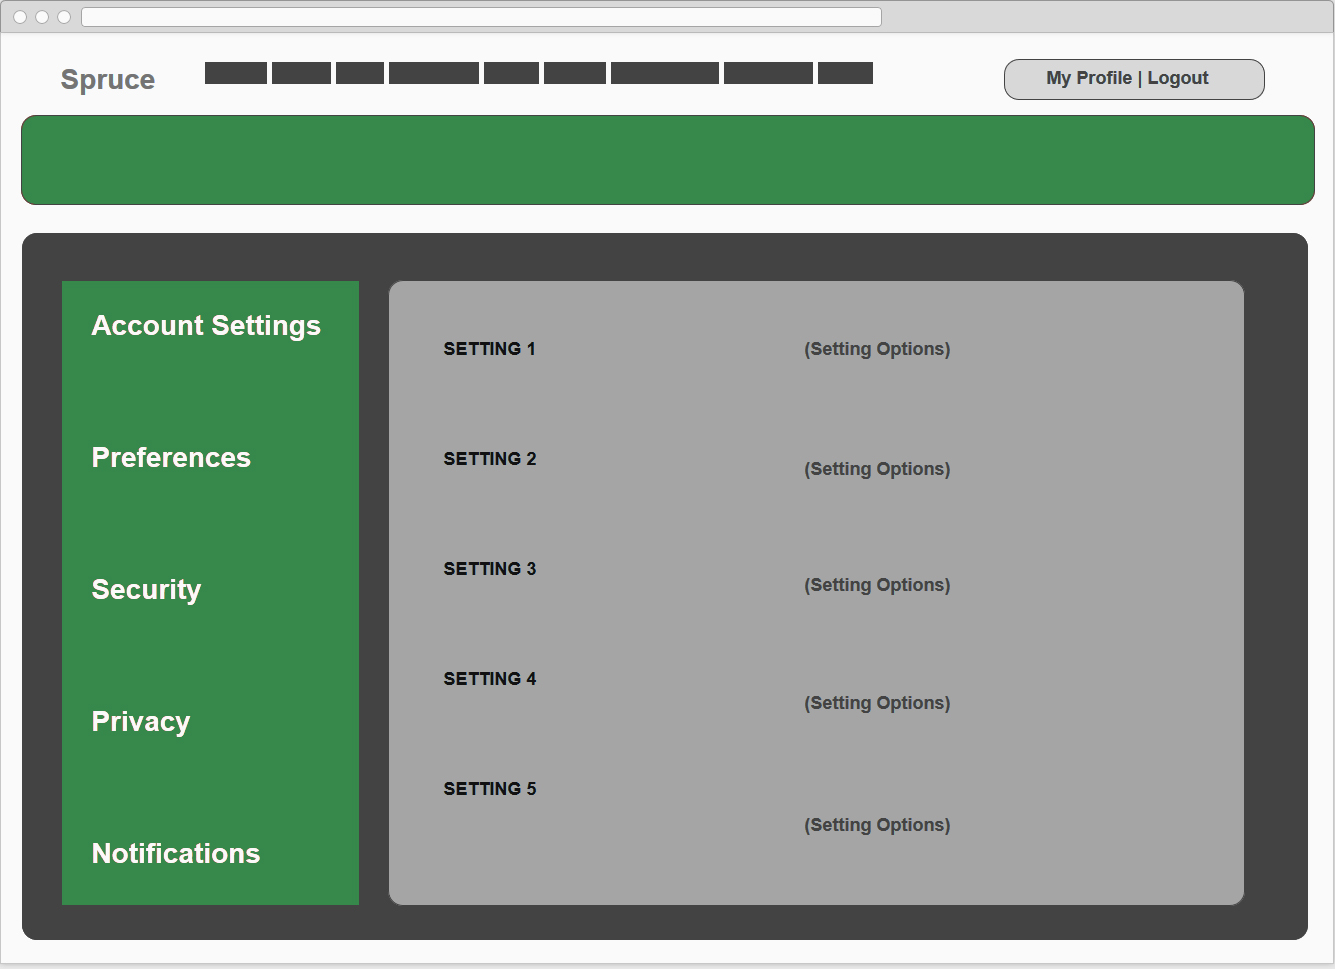 Spruce
My Profile | Logout
Account Settings
Preferences
Security
Privacy
Notifications
SETTING 1
(Setting Options)
SETTING 2
(Setting Options)
SETTING 3
(Setting Options)
SETTING 4
(Setting Options)
SETTING 5
(Setting Options)